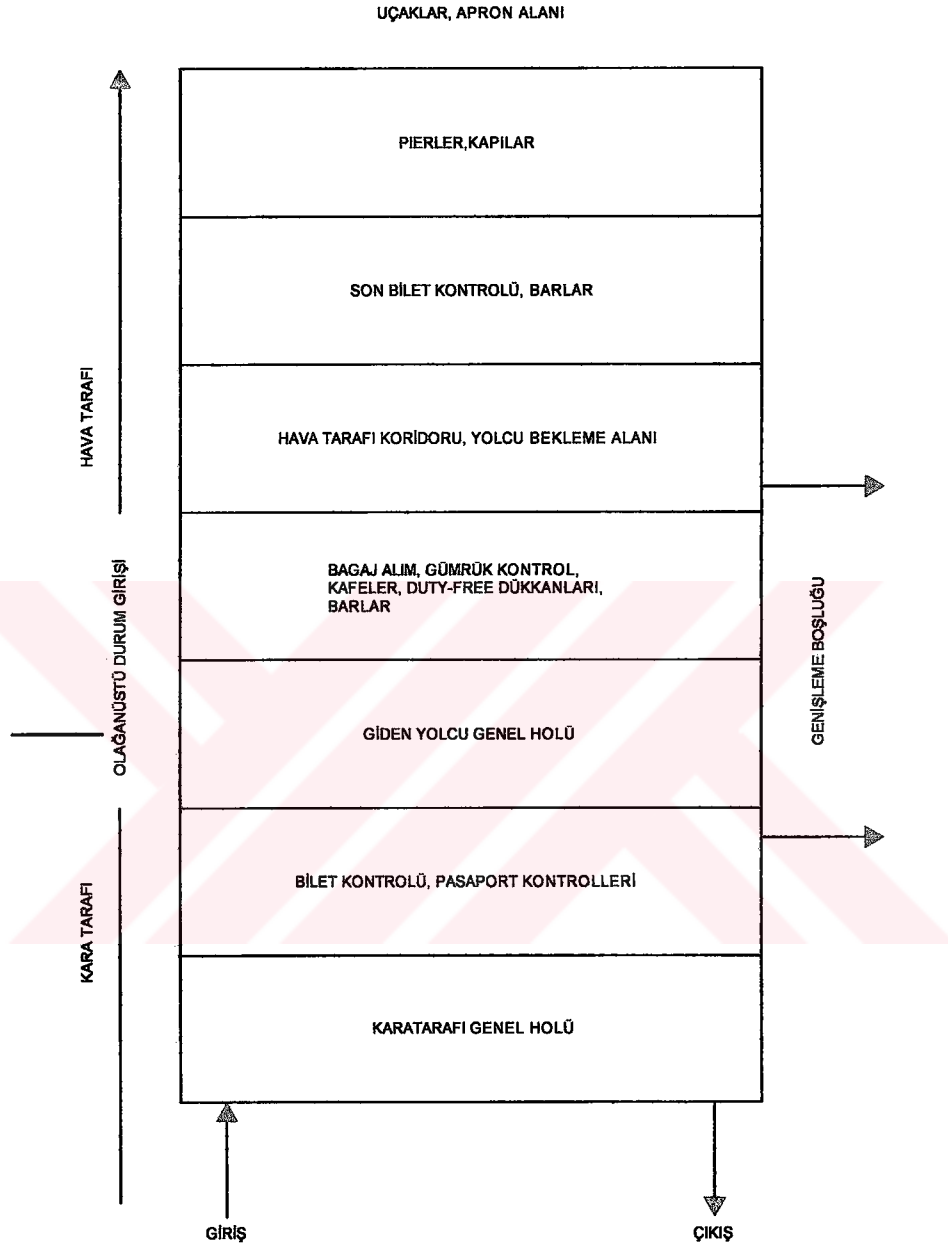 UÇAKLAR, APRON ALANI
PIERLER,KAPILAR
SON BİLET KONTROLÜ, BARLAR
HAVA TARAFI
HAVA TARAFI KORİDORU, YOLCU BEKLEME ALANI
BAGAJ ALIM, GÜMRÜK KONTROL,
KAFELER, DUTY-FREE DÜKKANLARI,
BARLAR
OLAĞANÜSTÜ DURUM GİRİŞİ
GENİŞLEME BOŞLUĞU
GİDEN YOLCU GENEL HOLÜ
BİLET KONTROLÜ, PASAPORT KONTROLLERİ
KARA TARAFI
KARATARAFI GENEL HOLÜ
GİRİŞ
ÇIKIŞ